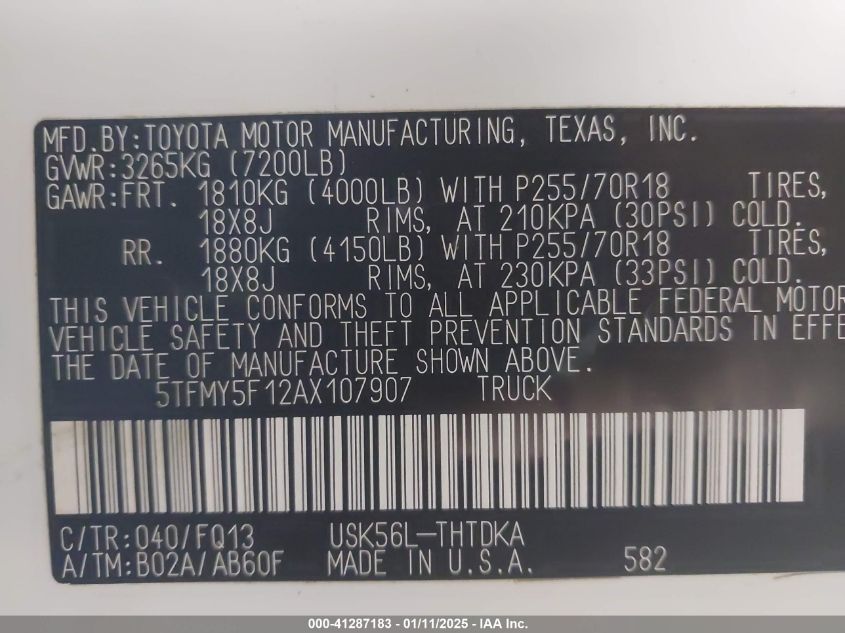 MFD.BY:TOYOTA MOTOR MANUFACTURING, TEXAS, INC.
GVWR:3265KG (7200LB)
GAWR:FRT. 1810KG (4000LB) WITH P255/70R18 TIRES,
18X8J RIMS, AT 210KPA (30PSI) COLD.
RR. 1880KG (4150LB) WITH P255/70R18 TIRES,
18X8J RIMS, AT 230KPA (33PSI) COLD.
THIS VEHICLE CONFORMS TO ALL APPLICABLE FEDERAL MOTOR
VEHICLE SAFETY AND THEFT PREVENTION STANDARDS IN EFFE
THE DATE OF MANUFACTURE SHOWN ABOVE.
5TFMY5F12AX107907 TRUCK
C/TR:040/FQ13 USK56L-THTDKA
A/TM:B02A/AB60F MADE IN U.S.A. 582
000-41287183 - 01/11/2025 - IAA Inc.